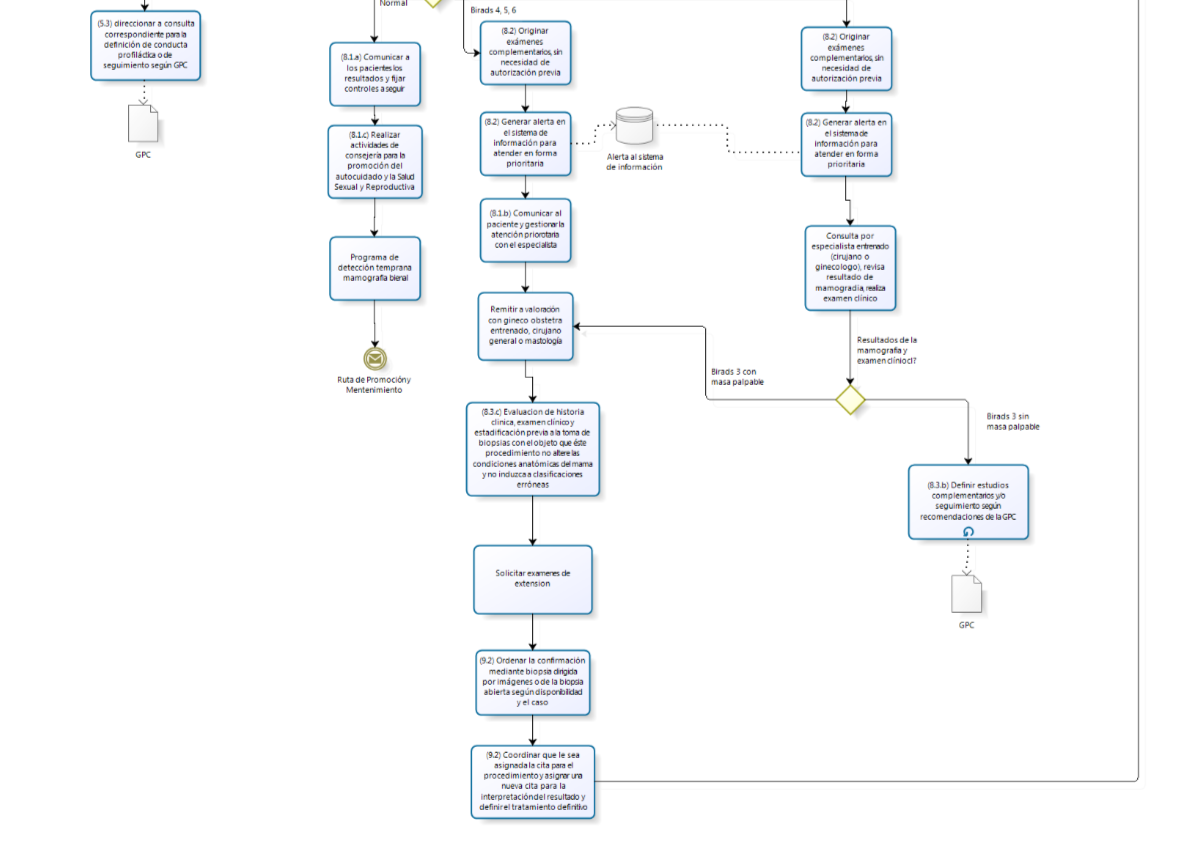 Normal
Birads 4, 5, 6
(5.3) direccionar a consulta
correspondiente para la
definición de conducta
profiláctica o de
seguimiento según GPC
GPC
(8.1.a) Comunicar a
los pacientes los
resultados y fijar
controles a seguir
(8.1.c) Realizar
actividades de
consejería para la
promoción del
autocuidado y la Salud
Sexual y Reproductiva
Programa de
detección temprana
mamografía bienal
Ruta de Promoción y
Mentenimiento
(8.2) Originar
exámenes
complementarios, sin
necesidad de
autorización previa
(8.2) Generar alerta en
el sistema de
información para
atender en forma
prioritaria
Alerta al sistema
de información
(8.1.b) Comunicar al
paciente y gestionar la
atención priorotaria
con el especialista
Remitir a valoración
con gineco obstetra
entrenado, cirujano
general o mastología
(8.3.c) Evaluacion de historia
clinica, examen clínico y
estadificación previa a la toma de
biopsias con el objeto que éste
procedimiento no altere las
condiciones anatómicas del mama
y no induzca a clasificaciones
erróneas
Solicitar examenes de
extension
(9.2) Ordenar la confirmación
mediante biopsia dirigida
por imágenes o de la biopsia
abierta según disponibilidad
y el caso
(9.2) Coordinar que le sea
asignada la cita para el
procedimiento y asignar una
nueva cita para la
interpretación del resultado y
definir el tratamiento definitivo
(8.2) Originar
exámenes
complementarios, sin
necesidad de
autorización previa
(8.2) Generar alerta en
el sistema de
información para
atender en forma
prioritaria
Consulta por
especialista entrenado
(cirujano o
ginecologo), revisa
resultado de
mamogradia, realiza
examen clínico
Resultados de la
mamografia y
examen clíniocl?
Birads 3 con
masa palpable
Birads 3 sin
masa palpable
(8.3.b) Definir estudios
complementarios y/o
seguimiento según
recomendaciones de la GPC
GPC